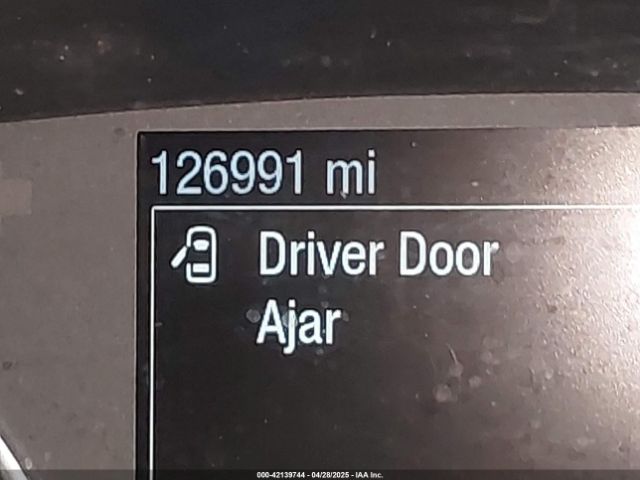 126991 mi
Driver Door
Ajar
000-42139744 - 04/28/2025 - IAA Inc.